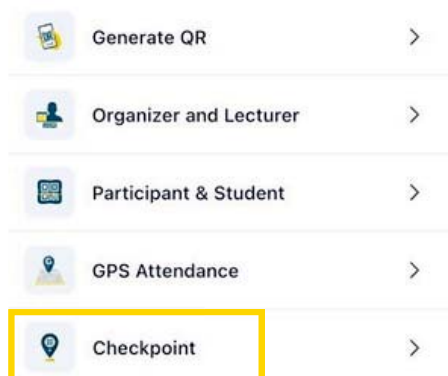 Generate QR
Organizer and Lecturer
Participant & Student
GPS Attendance
Checkpoint